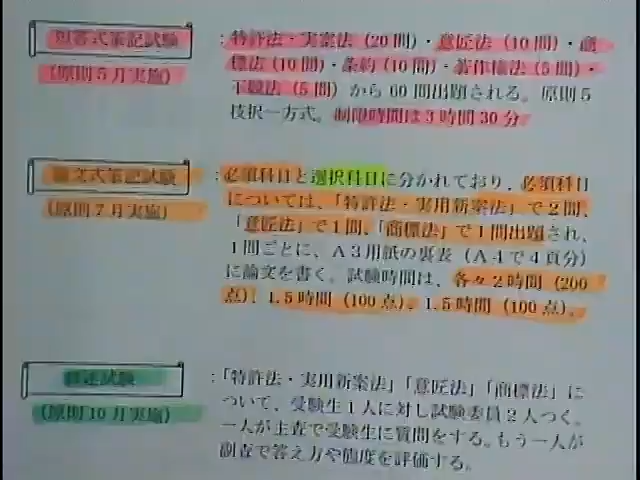 短答式筆記試験
(原則5月実施)
:特許法・実案法(20問)・意匠法(10問)・商
標法(10問)・条約(10問)・著作権法(5問)・
不競法(5問)から60問出題される。原則5
枝択一方式。制限時間は3時間30分
論文式筆記試験
(原則7月実施)
:必須科目と選択科目に分かれており、必須科目
については、「特許法・実用新案法」で2問、
「意匠法」で1問、「商標法」で1問出題され、
1問ごとに、A3用紙の裏表(A4で4頁分)
に論文を書く。試験時間は、各々2時間(200
点)、1.5時間(100点)、1.5時間(100点)。
口述試験
(原則10月実施)
:「特許法・実用新案法」「意匠法」「商標法」に
ついて、受験生1人に対し試験委員2人つく。
一人が主査で受験生に質問をする。もう一人が
副査で答え方や態度を評価する。